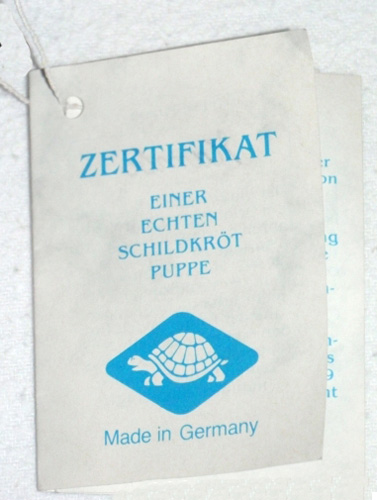 ZERTIFIKAT
EINER
ECHTEN
SCHILDKRÖT
PUPPE
Made in Germany